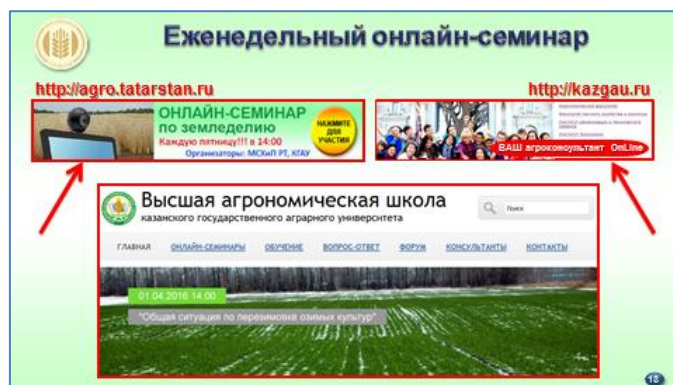 Еженедельный онлайн-семинар
http://agro.tatarstan.ru
http://kazgau.ru
ОНЛАЙН-СЕМИНАР
по земледелию
Каждую пятницу!!! в 14:00
Организаторы: МСХиП РТ, КГАУ
НАЖМИТЕ
ДЛЯ
УЧАСТИЯ
ВАШ агроконсультант OnLine
Высшая агрономическая школа
казанского государственного аграрного университета
Поиск
ГЛАВНАЯ ОНЛАЙН-СЕМИНАРЫ ОБУЧЕНИЕ ВОПРОС-ОТВЕТ ФОРУМ КОНСУЛЬТАНТЫ КОНТАКТЫ
01.04.2016 14:00
"Общая ситуация по перезимовке озимых культур"
18